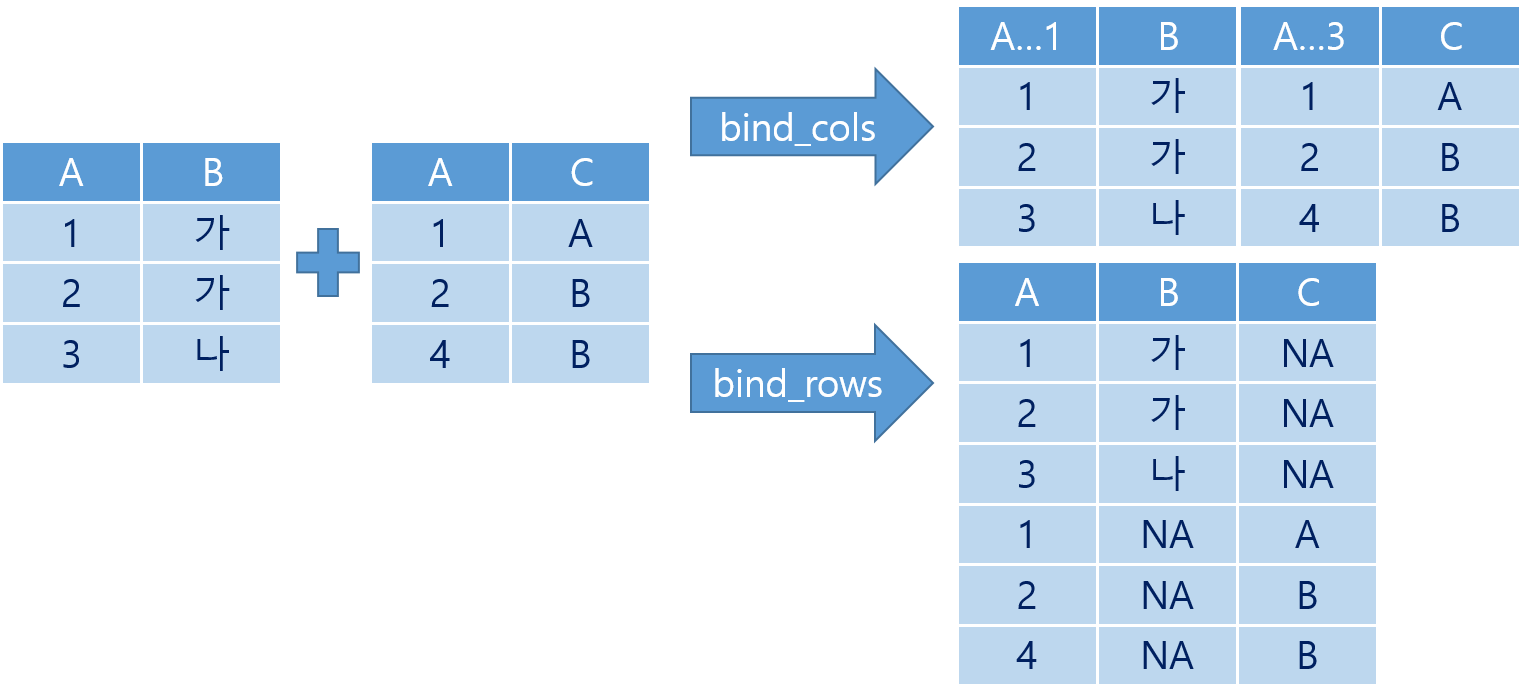 A B
1 가
2 가
3 나
A C
1 A
2 B
4 B
bind_cols
A...1 B A...3 C
1 가 1 A
2 가 2 B
3 나 4 B
bind_rows
A B C
1 가 NA
2 가 NA
3 나 NA
1 NA A
2 NA B
4 NA B